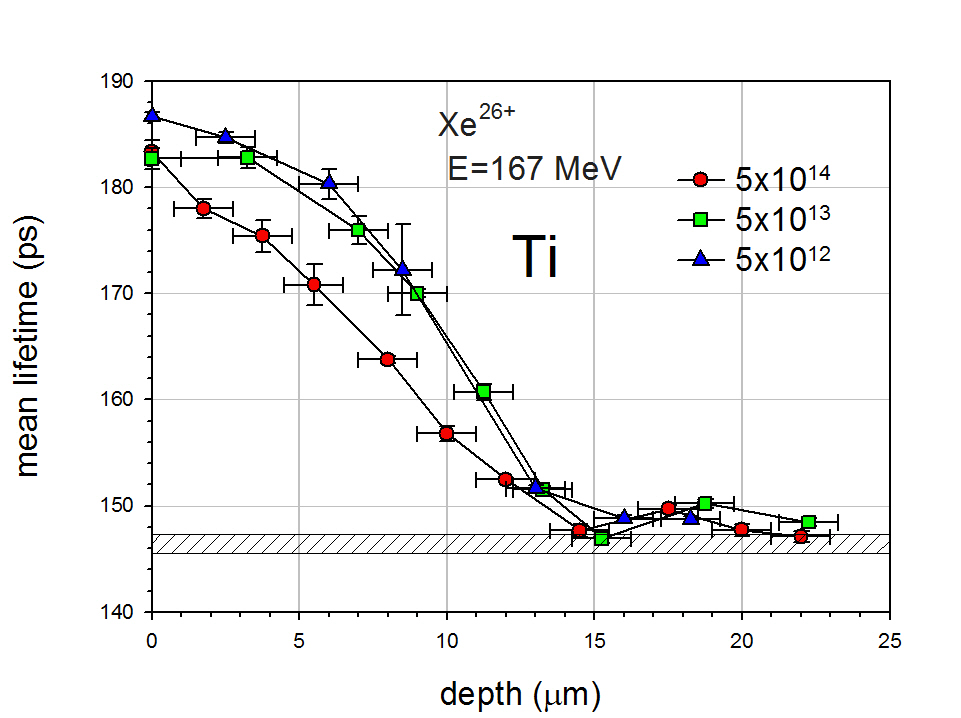 190
180
170
160
150
140
mean lifetime (ps)
Xe26+
E=167 MeV
Ti
5x1014
5x1013
5x1012
0
5
10
15
20
25
depth (μm)